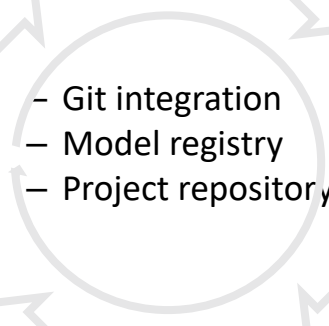 – Git integration
– Model registry
– Project repository